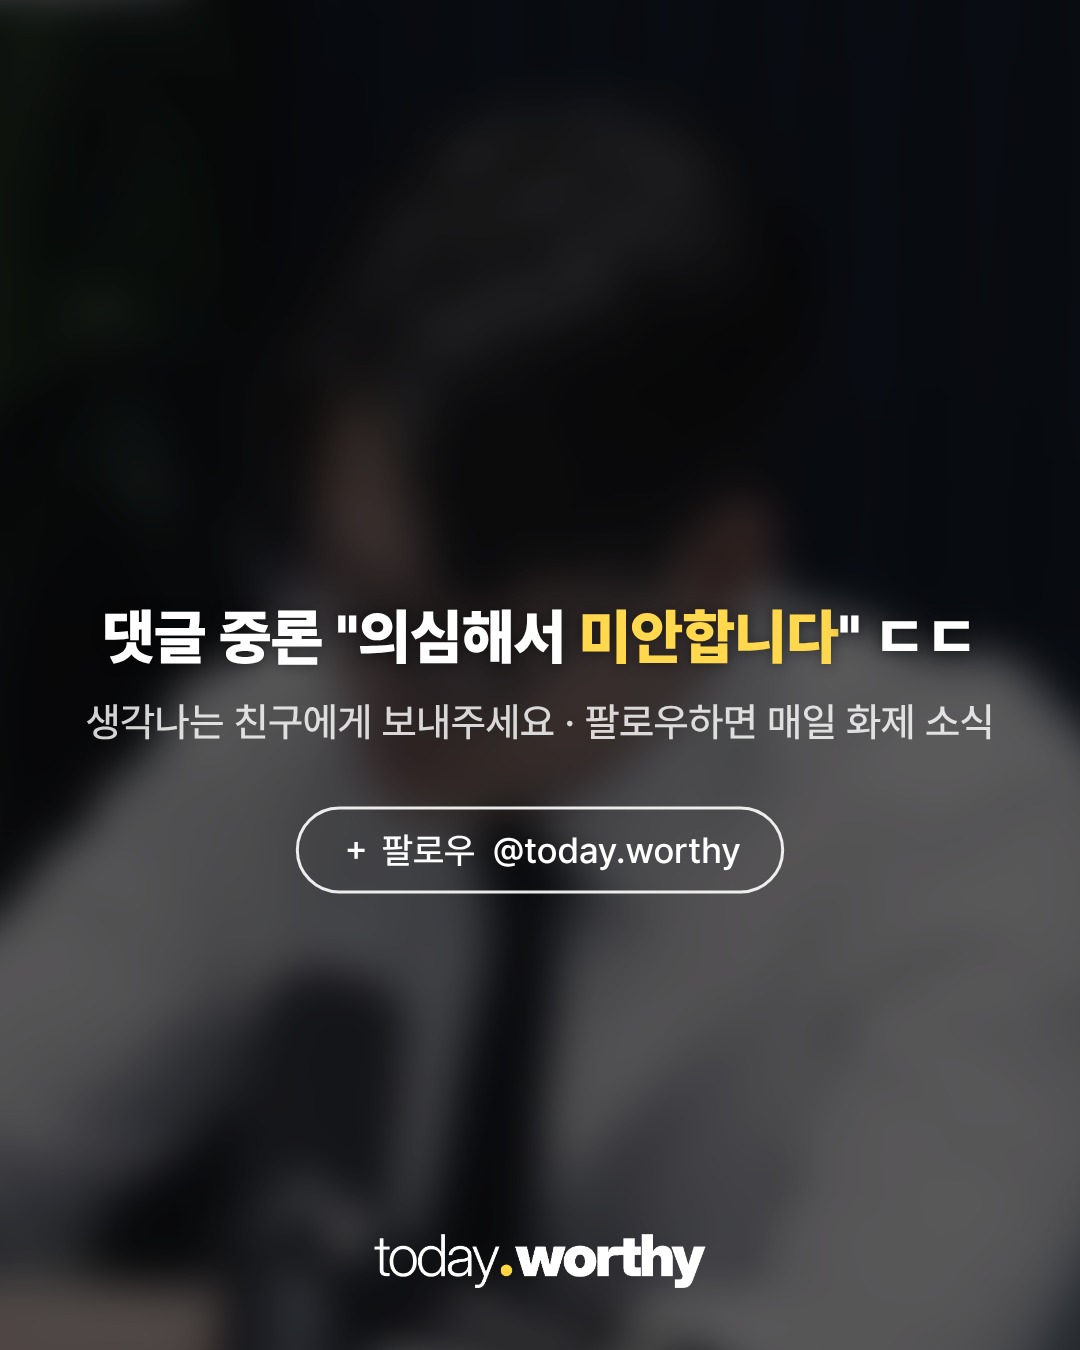 댓글 중론 "의심해서 미안합니다" ㄷㄷ
생각나는 친구에게 보내주세요 · 팔로우하면 매일 화제 소식
+ 팔로우 @today.worthy
today.worthy